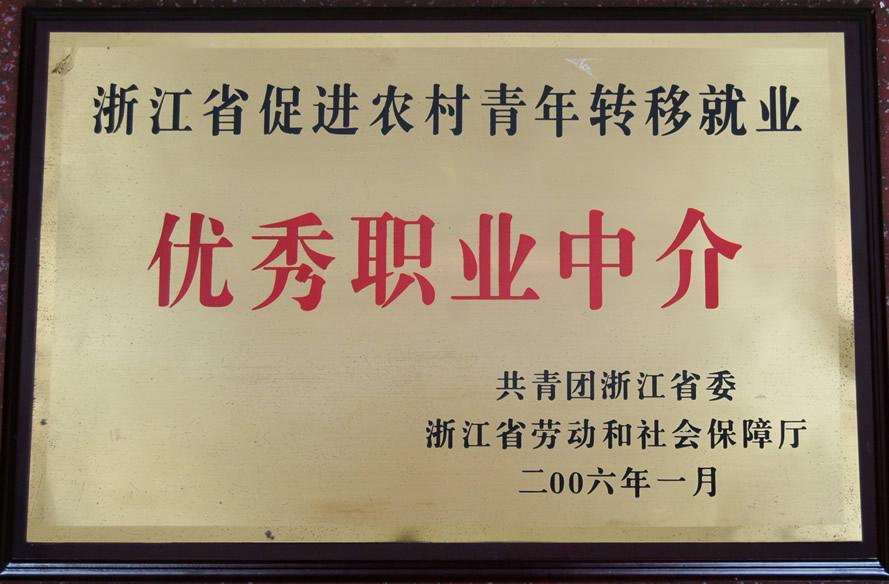 浙江省促进农村青年转移就业
优秀职业中介
共青团浙江省委
浙江省劳动和社会保障厅
二00六年一月